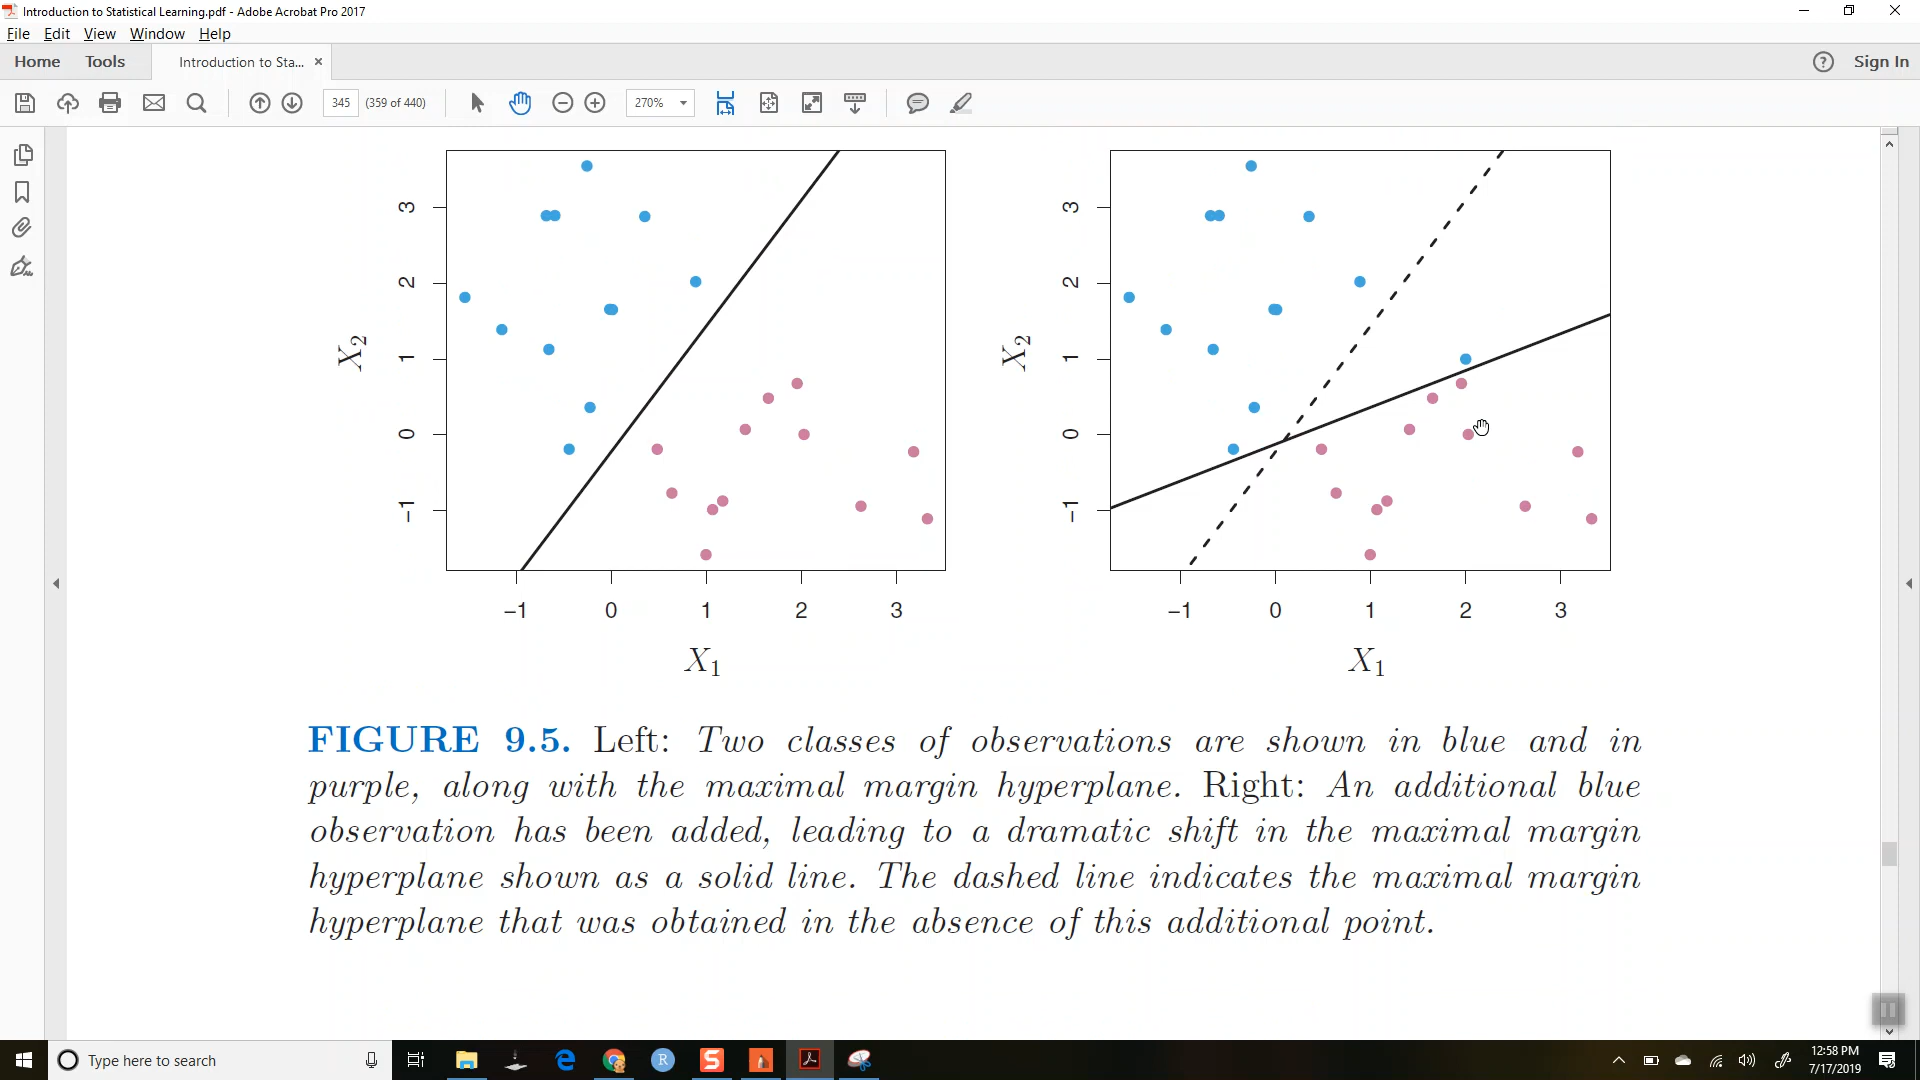 Introduction to Statistical Learning.pdf - Adobe Acrobat Pro 2017
File Edit View Window Help
Home Tools Introduction to Sta... × ? Sign In
345 (359 of 440) 270%
3 3
2 2
X2 1 X2 1
0 0
−1 −1
−1 0 1 2 3 −1 0 1 2 3
X1 X1
FIGURE 9.5. Left: Two classes of observations are shown in blue and in
purple, along with the maximal margin hyperplane. Right: An additional blue
observation has been added, leading to a dramatic shift in the maximal margin
hyperplane shown as a solid line. The dashed line indicates the maximal margin
hyperplane that was obtained in the absence of this additional point.
Type here to search
12:58 PM
7/17/2019